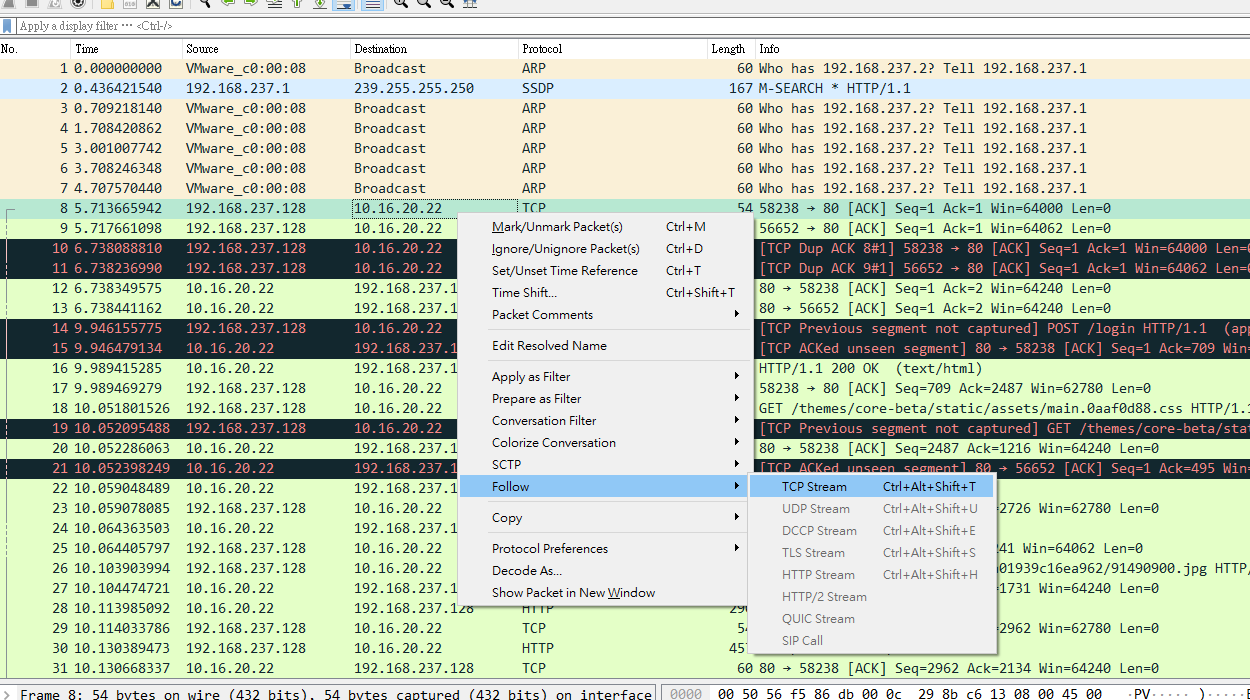 Apply a display filter ··· <Ctrl-/>
No. Time Source Destination Protocol Length Info
1 0.000000000 VMware_c0:00:08 Broadcast ARP 60 Who has 192.168.237.2? Tell 192.168.237.1
2 0.436421540 192.168.237.1 239.255.255.250 SSDP 167 M-SEARCH * HTTP/1.1
3 0.709218140 VMware_c0:00:08 Broadcast ARP 60 Who has 192.168.237.2? Tell 192.168.237.1
4 1.708420862 VMware_c0:00:08 Broadcast ARP 60 Who has 192.168.237.2? Tell 192.168.237.1
5 3.001007742 VMware_c0:00:08 Broadcast ARP 60 Who has 192.168.237.2? Tell 192.168.237.1
6 3.708246348 VMware_c0:00:08 Broadcast ARP 60 Who has 192.168.237.2? Tell 192.168.237.1
7 4.707570440 VMware_c0:00:08 Broadcast ARP 60 Who has 192.168.237.2? Tell 192.168.237.1
8 5.713665942 192.168.237.128 10.16.20.22 TCP 54 58238 → 80 [ACK] Seq=1 Ack=1 Win=64000 Len=0
9 5.717661098 192.168.237.128 10.16.20.22 56652 → 80 [ACK] Seq=1 Ack=1 Win=64062 Len=0
10 6.738088810 192.168.237.128 10.16.20.22 [TCP Dup ACK 8#1] 58238 → 80 [ACK] Seq=1 Ack=1 Win=64000 Len=0
11 6.738236990 192.168.237.128 10.16.20.22 [TCP Dup ACK 9#1] 56652 → 80 [ACK] Seq=1 Ack=1 Win=64062 Len=0
12 6.738349575 10.16.20.22 192.168.237.1 80 → 58238 [ACK] Seq=1 Ack=2 Win=64240 Len=0
13 6.738441162 10.16.20.22 192.168.237.1 80 → 56652 [ACK] Seq=1 Ack=2 Win=64240 Len=0
14 9.946155775 192.168.237.128 10.16.20.22 [TCP Previous segment not captured] POST /login HTTP/1.1 (app
15 9.946479134 10.16.20.22 192.168.237.1 [TCP ACKed unseen segment] 80 → 58238 [ACK] Seq=1 Ack=709 Win=
16 9.989415285 10.16.20.22 192.168.237.1 HTTP/1.1 200 OK (text/html)
17 9.989469279 192.168.237.128 10.16.20.22 58238 → 80 [ACK] Seq=709 Ack=2487 Win=62780 Len=0
18 10.051801526 192.168.237.128 10.16.20.22 GET /themes/core-beta/static/assets/main.0aaf0d88.css HTTP/1.1
19 10.052095488 192.168.237.128 10.16.20.22 [TCP Previous segment not captured] GET /themes/core-beta/stat
20 10.052286063 10.16.20.22 192.168.237.1 80 → 58238 [ACK] Seq=2487 Ack=1216 Win=64240 Len=0
21 10.052398249 10.16.20.22 192.168.237.1 [TCP ACKed unseen segment] 80 → 56652 [ACK] Seq=1 Ack=495 Win=
22 10.059048489 10.16.20.22 192.168.237.1
23 10.059078085 192.168.237.128 10.16.20.22 =2726 Win=62780 Len=0
24 10.064363503 10.16.20.22 192.168.237.1
25 10.064405797 192.168.237.128 10.16.20.22 241 Win=64062 Len=0
26 10.103903994 192.168.237.128 10.16.20.22 a01939c16ea962/91490900.jpg HTTP/
27 10.104474721 10.16.20.22 192.168.237.1 =1731 Win=64240 Len=0
28 10.113985092 10.16.20.22 192.168.237.128 HTTP 290
29 10.114033786 192.168.237.128 10.16.20.22 TCP 54 =2962 Win=62780 Len=0
30 10.130389473 192.168.237.128 10.16.20.22 HTTP 457
31 10.130668337 10.16.20.22 192.168.237.128 TCP 60 80 → 58238 [ACK] Seq=2962 Ack=2134 Win=64240 Len=0
Mark/Unmark Packet(s) Ctrl+M
Ignore/Unignore Packet(s) Ctrl+D
Set/Unset Time Reference Ctrl+T
Time Shift... Ctrl+Shift+T
Packet Comments
Edit Resolved Name
Apply as Filter
Prepare as Filter
Conversation Filter
Colorize Conversation
SCTP
Follow
Copy
Protocol Preferences
Decode As...
Show Packet in New Window
TCP Stream Ctrl+Alt+Shift+T
UDP Stream Ctrl+Alt+Shift+U
DCCP Stream Ctrl+Alt+Shift+E
TLS Stream Ctrl+Alt+Shift+S
HTTP Stream Ctrl+Alt+Shift+H
HTTP/2 Stream
QUIC Stream
SIP Call
Frame 8: 54 bytes on wire (432 bits), 54 bytes captured (432 bits) on interface
0000 00 50 56 f5 86 db 00 0c 29 8b c6 13 08 00 45 00 ·PV····· )·····E·